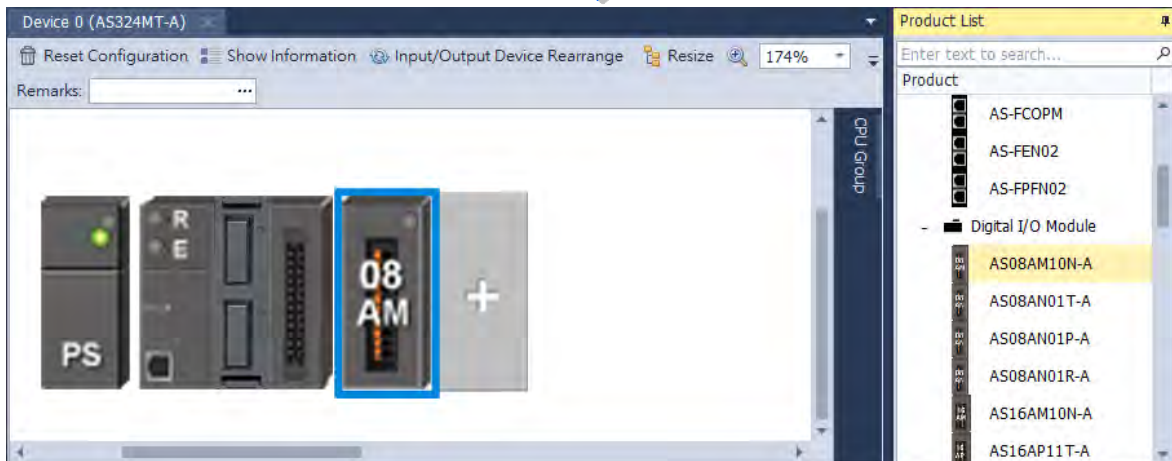 Device 0 (AS324MT-A)
Reset Configuration Show Information Input/Output Device Rearrange Resize 174%
Remarks: ...
R
E
PS
08
AM
+
CPU Group
Product List
Enter text to search...
Product
AS-FCOPM
AS-FEN02
AS-FPFN02
- Digital I/O Module
AS08AM10N-A
AS08AN01T-A
AS08AN01P-A
AS08AN01R-A
AS16AM10N-A
AS16AP11T-A